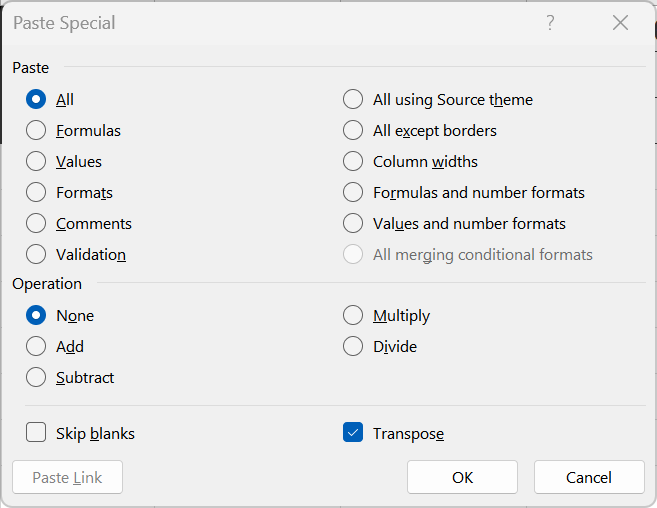 Paste Special ?
Paste
All All using Source theme
Formulas All except borders
Values Column widths
Formats Formulas and number formats
Comments Values and number formats
Validation All merging conditional formats
Operation
None Multiply
Add Divide
Subtract
Skip blanks Transpose
Paste Link OK Cancel